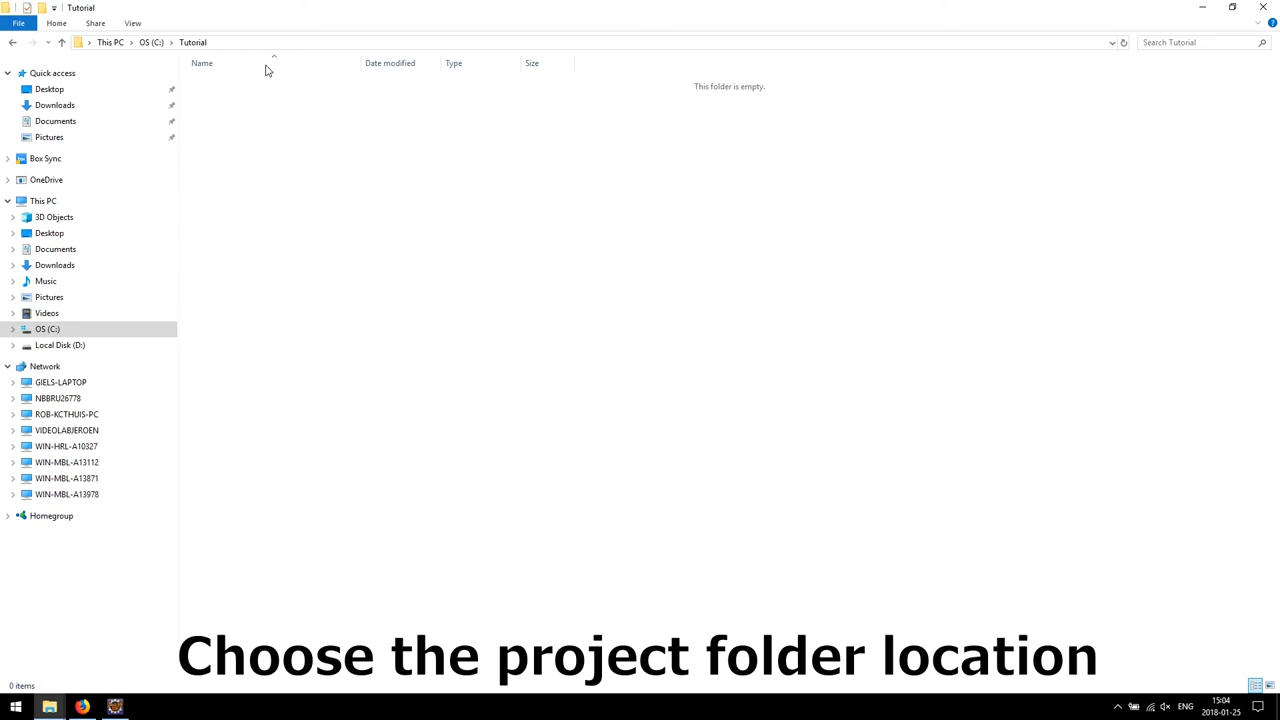 Tutorial
File Home Share View
This PC OS (C:) Tutorial Search Tutorial
Name Date modified Type Size
This folder is empty.
Quick access
Desktop
Downloads
Documents
Pictures
Box Sync
OneDrive
This PC
3D Objects
Desktop
Documents
Downloads
Music
Pictures
Videos
OS (C:)
Local Disk (D:)
Network
GIELS-LAPTOP
NBBRU26778
ROB-KCTHUIS-PC
VIDEOLABJEROEN
WIN-HRL-A10327
WIN-MBL-A13112
WIN-MBL-A13871
WIN-MBL-A13978
Homegroup
Choose the project folder location
0 items
ENG 15:04
2018-01-25